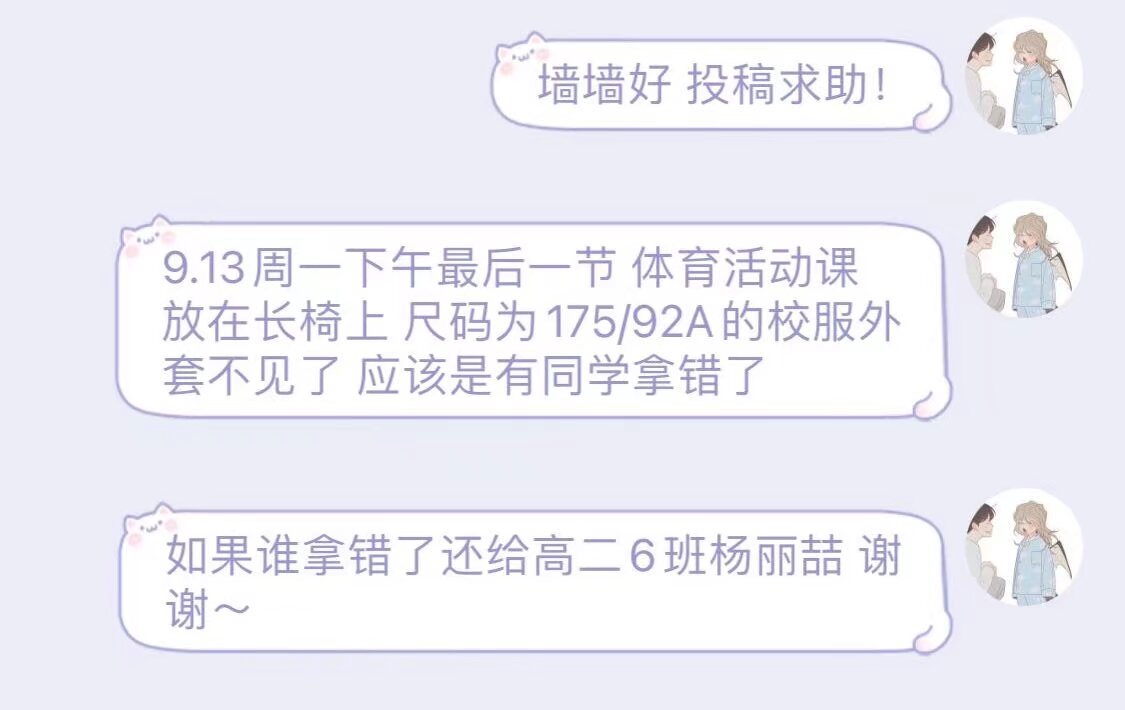 墙墙好 投稿求助！
9.13周一下午最后一节 体育活动课
放在长椅上 尺码为175/92A的校服外
套不见了 应该是有同学拿错了
如果谁拿错了还给高二6班杨丽喆 谢
谢～